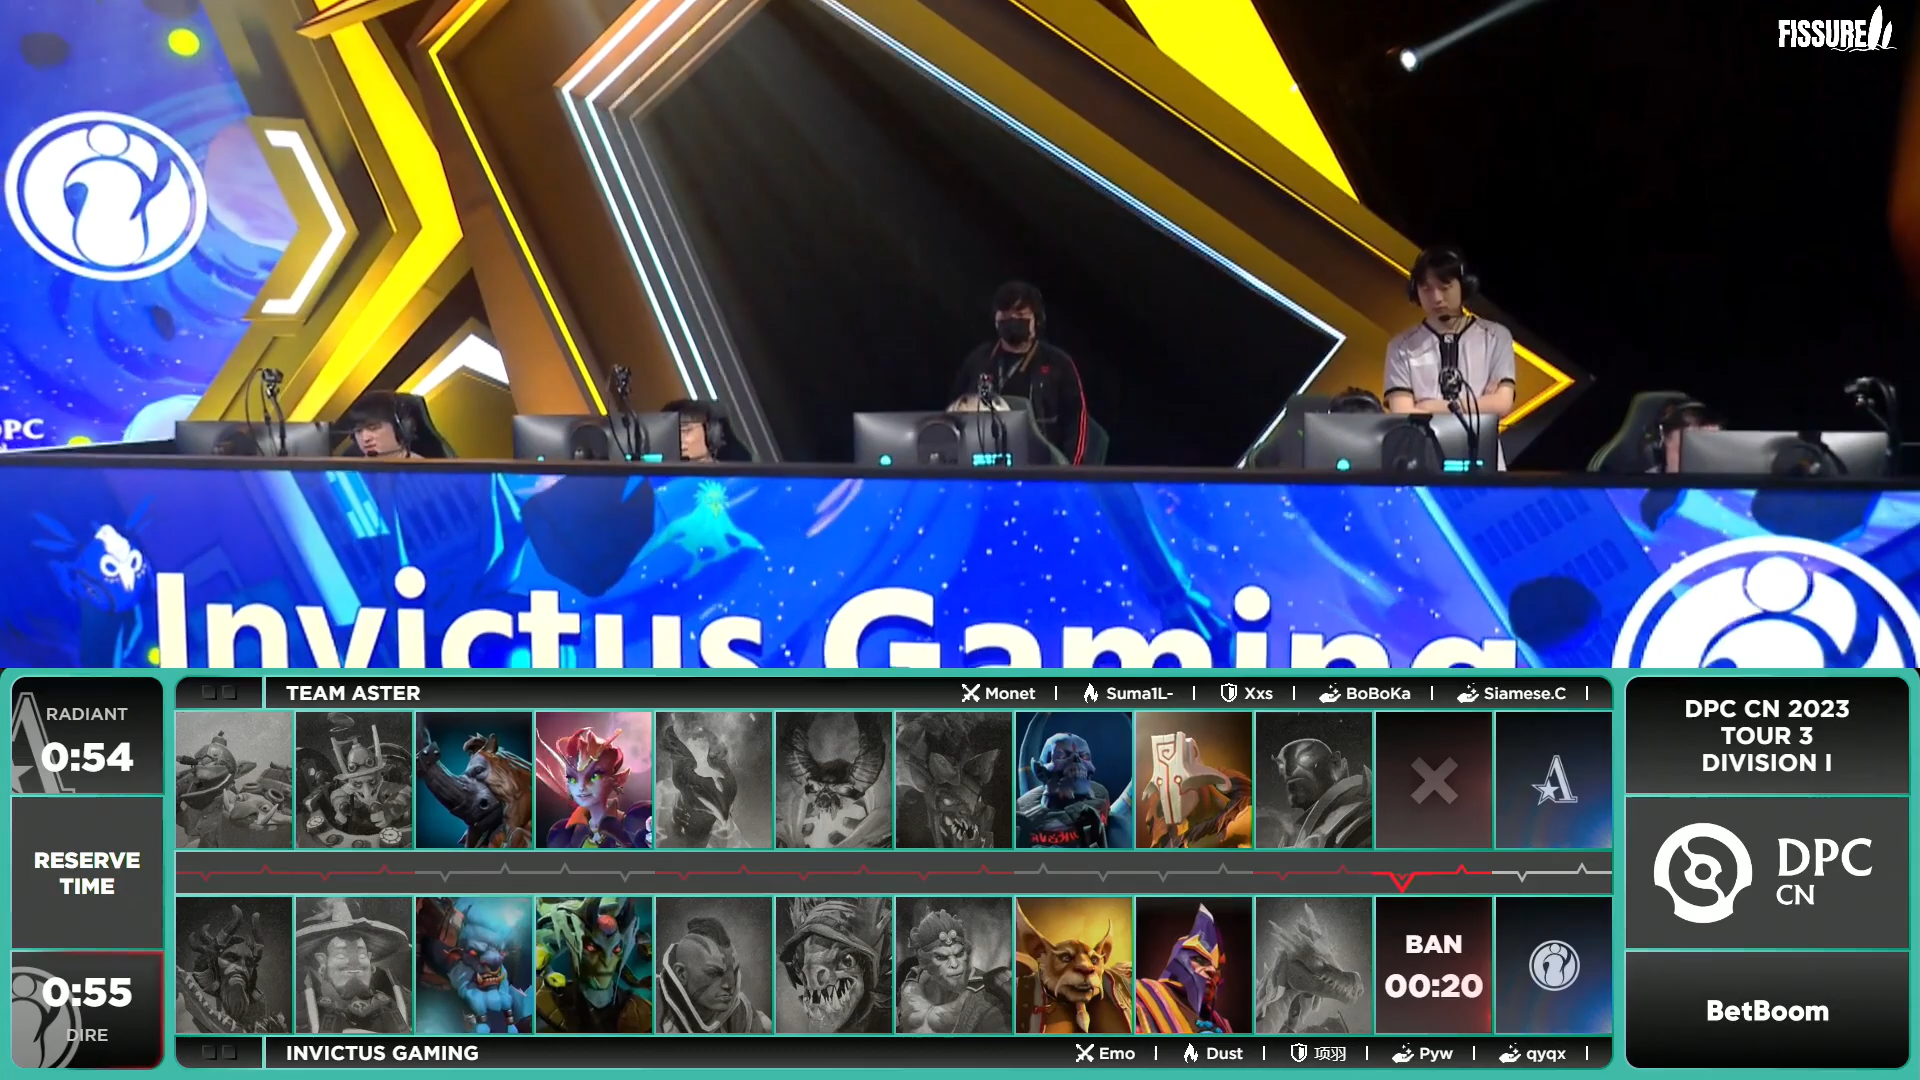 FISSURE
DPC
Invictus Gaming
TEAM ASTER
Monet
Suma1L-
Xxs
BoBoKa
Siamese.C
RADIANT
0:54
RESERVE
TIME
0:55
DIRE
BAN
00:20
INVICTUS GAMING
Emo
Dust
项羽
Pyw
qyqx
DPC CN 2023
TOUR 3
DIVISION I
DPC
CN
BetBoom